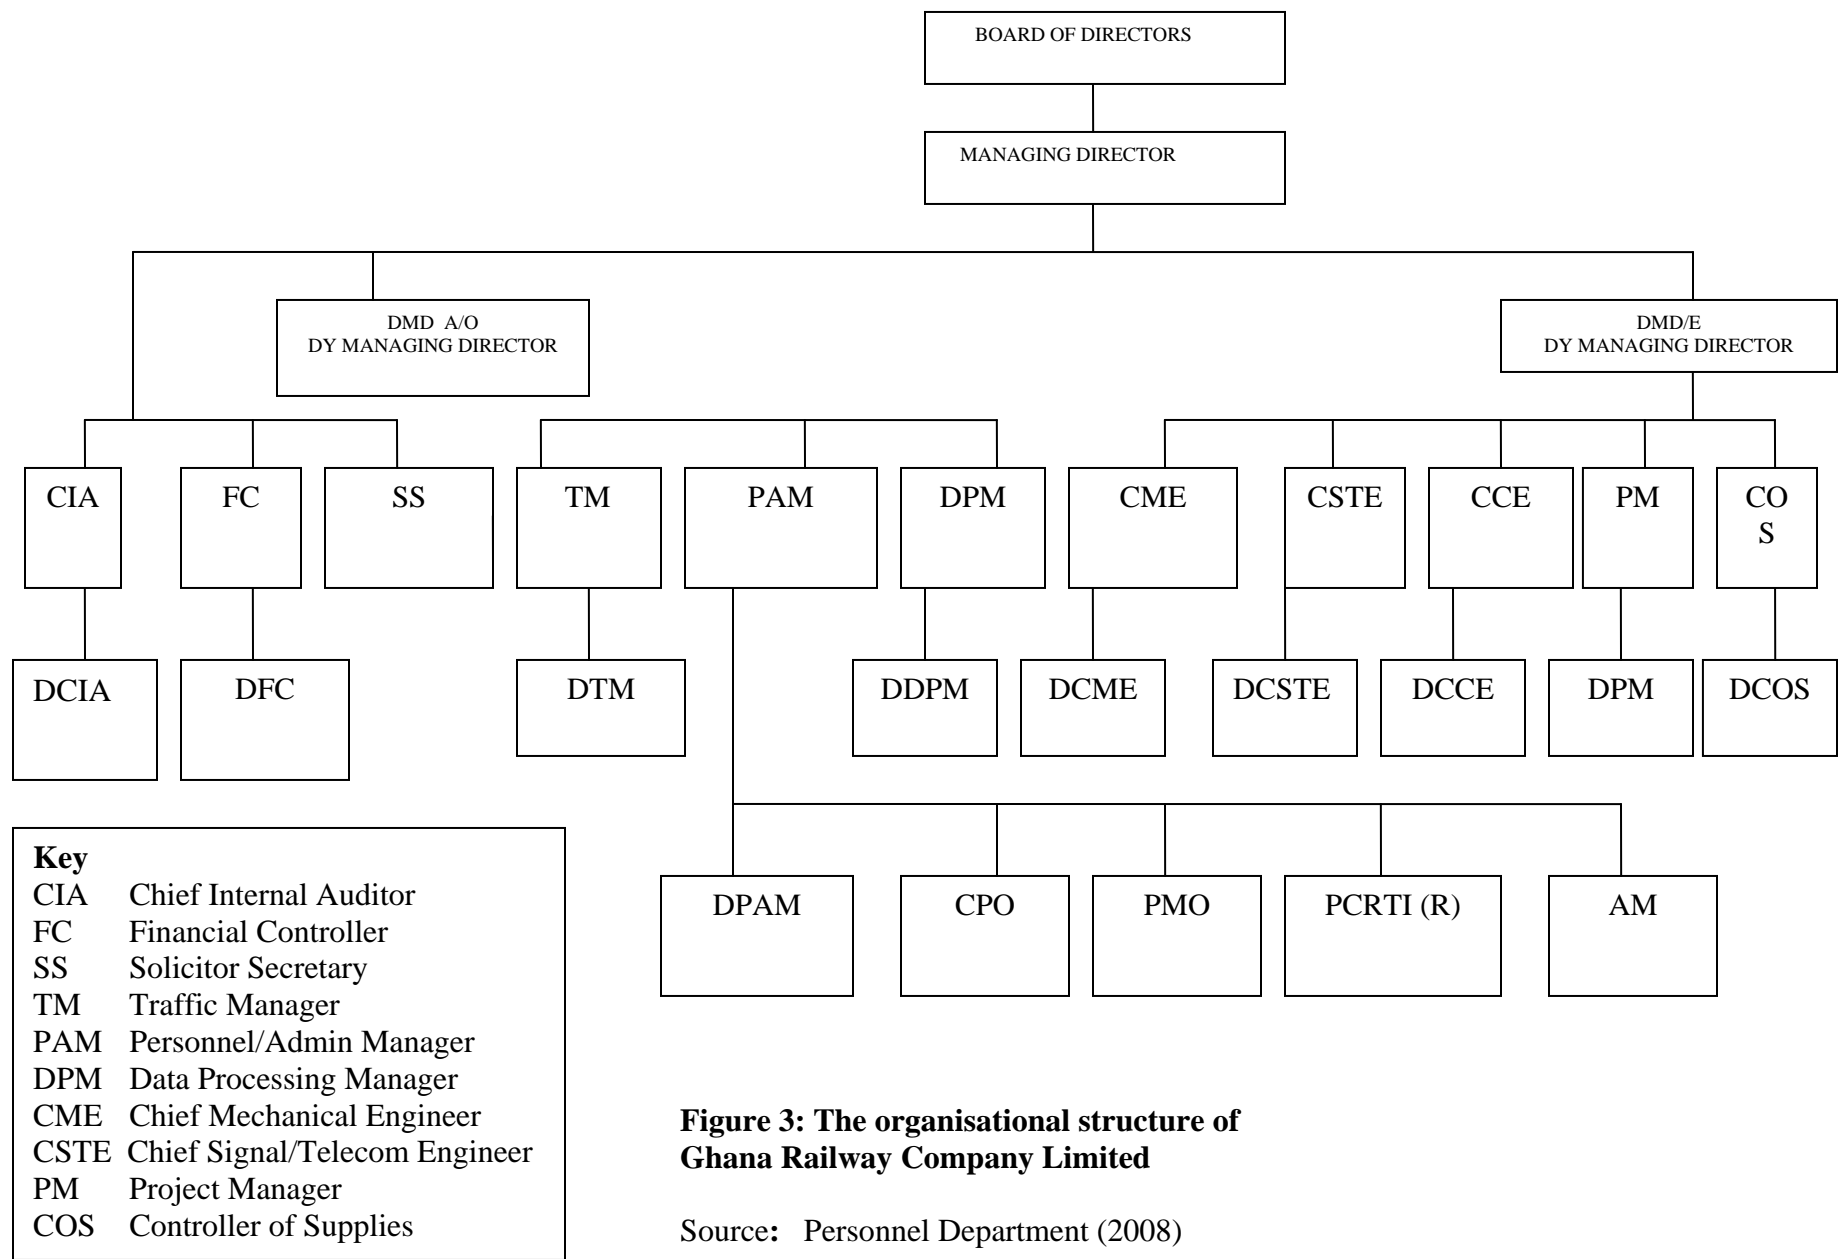 BOARD OF DIRECTORS
MANAGING DIRECTOR
DMD A/O
DY MANAGING DIRECTOR
DMD/E
DY MANAGING DIRECTOR
CIA
FC
SS
TM
PAM
DPM
CME
CSTE
CCE
PM
CO
S
DCIA
DFC
DTM
DDPM
DCME
DCSTE
DCCE
DPM
DCOS
DPAM
CPO
PMO
PCRTI (R)
AM
Key
CIA Chief Internal Auditor
FC Financial Controller
SS Solicitor Secretary
TM Traffic Manager
PAM Personnel/Admin Manager
DPM Data Processing Manager
CME Chief Mechanical Engineer
CSTE Chief Signal/Telecom Engineer
PM Project Manager
COS Controller of Supplies
Figure 3: The organisational structure of
Ghana Railway Company Limited
Source: Personnel Department (2008)